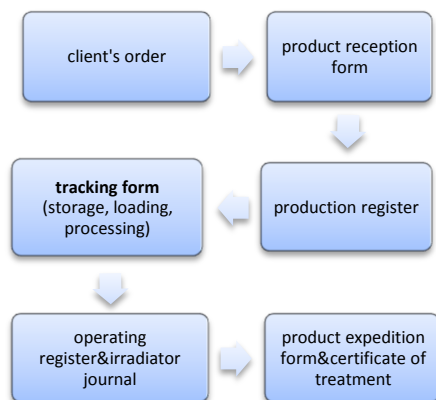 client's order
product reception
form
production register
tracking form
(storage, loading,
processing)
operating
register&irradiator
journal
product expedition
form&certificate of
treatment